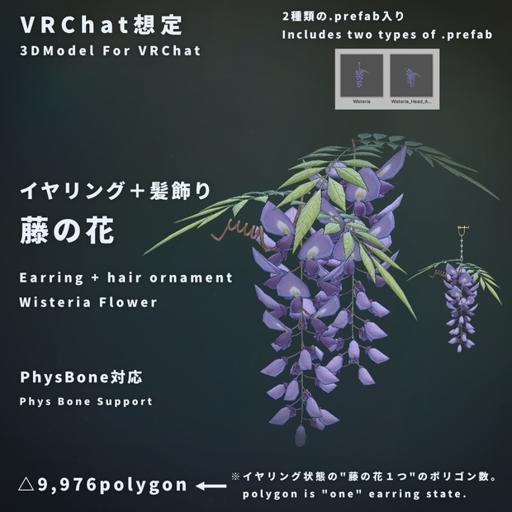 VRChat想定
3DModel For VRChat
2種類の.prefab入り
Includes two types of .prefab
Wisteria
Wisteria_Head_A...
イヤリング＋髪飾り
藤の花
Earring + hair ornament
Wisteria Flower
PhysBone対応
Phys Bone Support
△9,976polygon
※イヤリング状態の"藤の花１つ"のポリゴン数。
polygon is "one" earring state.